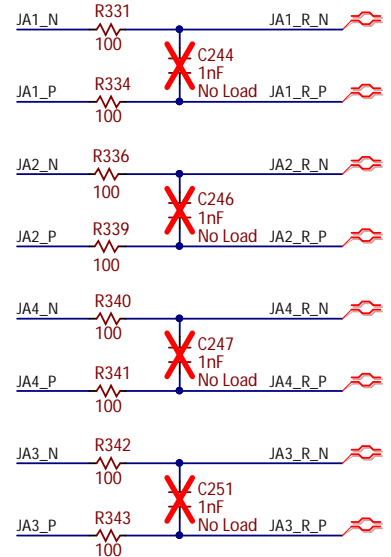 R331
JA1_N JA1_R_N
100
C244
1nF
No Load
R334
JA1_P JA1_R_P
100
R336
JA2_N JA2_R_N
100
C246
1nF
No Load
R339
JA2_P JA2_R_P
100
R340
JA4_N JA4_R_N
100
C247
1nF
No Load
R341
JA4_P JA4_R_P
100
R342
JA3_N JA3_R_N
100
C251
1nF
No Load
R343
JA3_P JA3_R_P
100